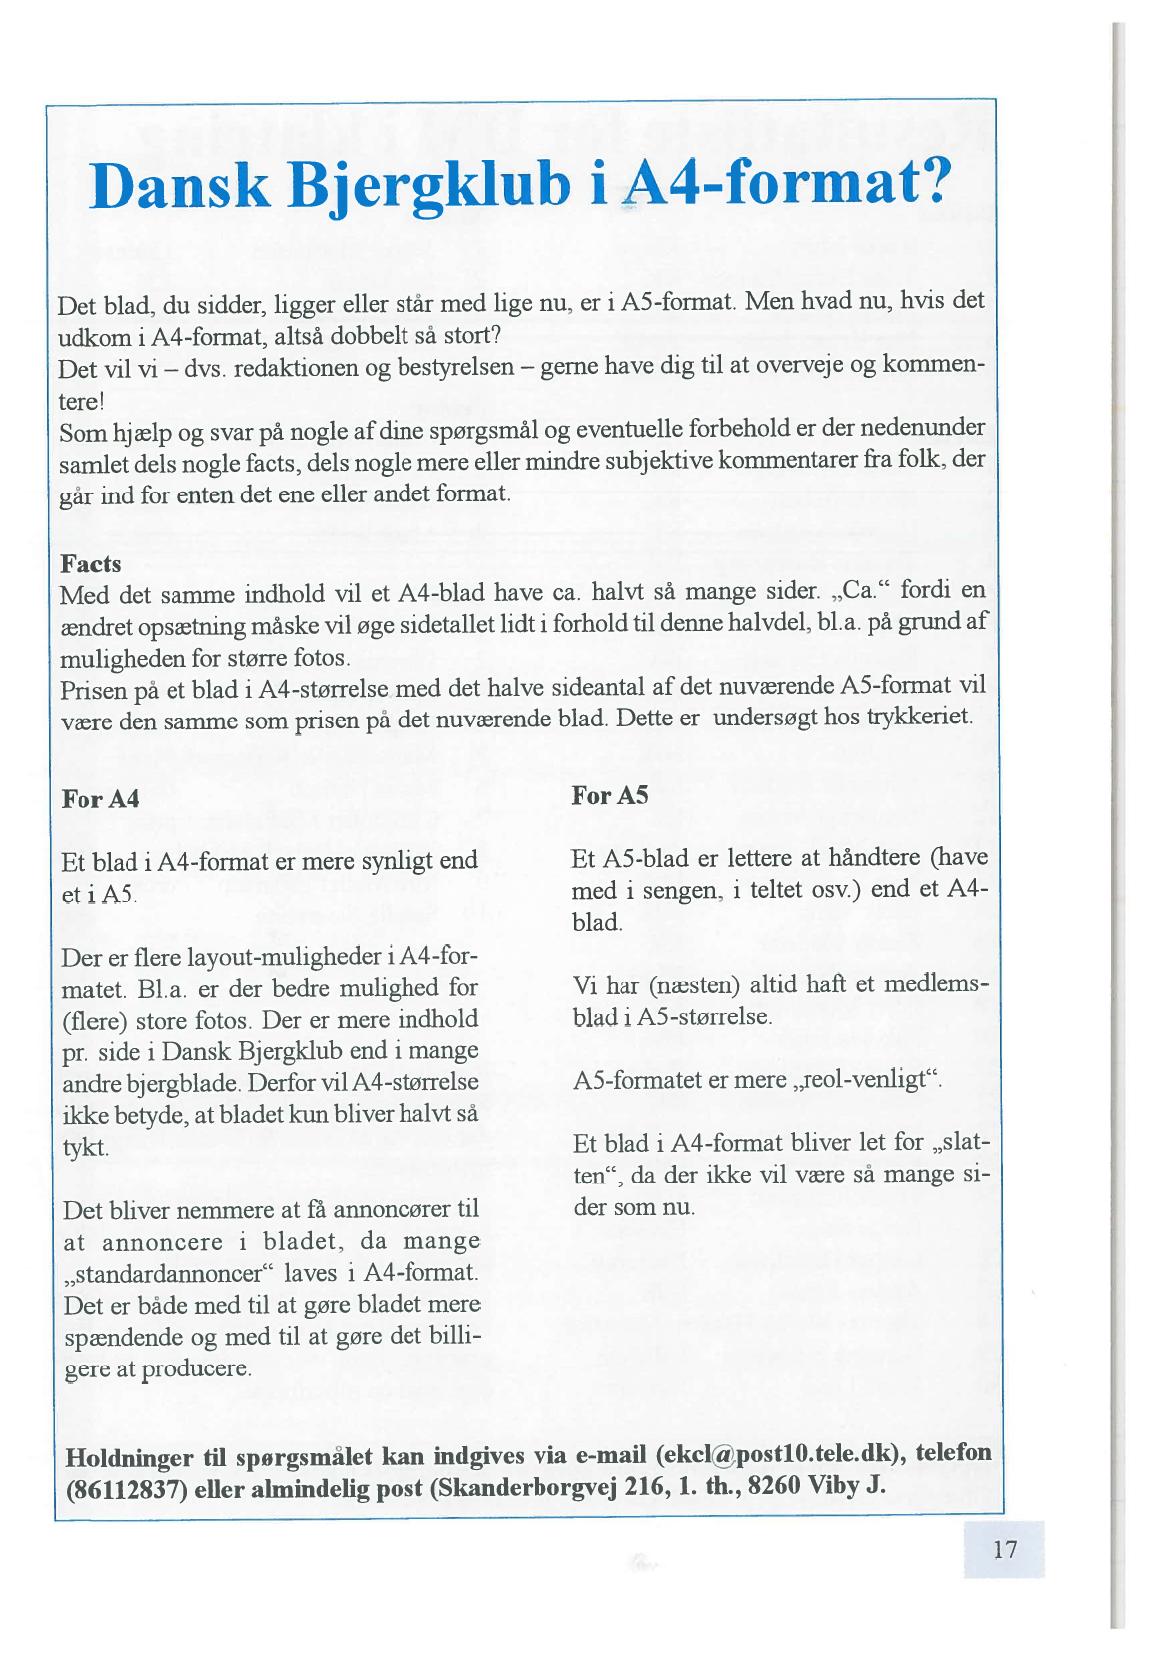 Dansk Bjergklub i A4-format?
Det blad, du sidder, ligger eller står med lige nu, er i A5-format. Men hvad nu, hvis det
udkom i A4-format, altså dobbelt så stort?
Det vil vi – dvs. redaktionen og bestyrelsen – gerne have dig til at overveje og kommen-
tere!
Som hjælp og svar på nogle af dine spørgsmål og eventuelle forbehold er der nedenunder
samlet dels nogle facts, dels nogle mere eller mindre subjektive kommentarer fra folk, der
går ind for enten det ene eller andet format.
Facts
Med det samme indhold vil et A4-blad have ca. halvt så mange sider. „Ca.“ fordi en
ændret opsætning måske vil øge sidetallet lidt i forhold til denne halvdel, bl.a. på grund af
muligheden for større fotos.
Prisen på et blad i A4-størrelse med det halve sideantal af det nuværende A5-format vil
være den samme som prisen på det nuværende blad. Dette er undersøgt hos trykkeriet.
For A4
Et blad i A4-format er mere synligt end
et i A5.
Der er flere layout-muligheder i A4-for-
matet. Bl.a. er der bedre mulighed for
(flere) store fotos. Der er mere indhold
pr. side i Dansk Bjergklub end i mange
andre bjergblade. Derfor vil A4-størrelse
ikke betyde, at bladet kun bliver halvt så
tykt.
Det bliver nemmere at få annoncører til
at annoncere i bladet, da mange
„standardannoncer“ laves i A4-format.
Det er både med til at gøre bladet mere
spændende og med til at gøre det billi-
gere at producere.
For A5
Et A5-blad er lettere at håndtere (have
med i sengen, i teltet osv.) end et A4-
blad.
Vi har (næsten) altid haft et medlems-
blad i A5-størrelse.
A5-formatet er mere „reol-venligt“.
Et blad i A4-format bliver let for „slat-
ten“, da der ikke vil være så mange si-
der som nu.
Holdninger til spørgsmålet kan indgives via e-mail (ekcl@post10.tele.dk), telefon
(86112837) eller almindelig post (Skanderborgvej 216, 1. th., 8260 Viby J.
17